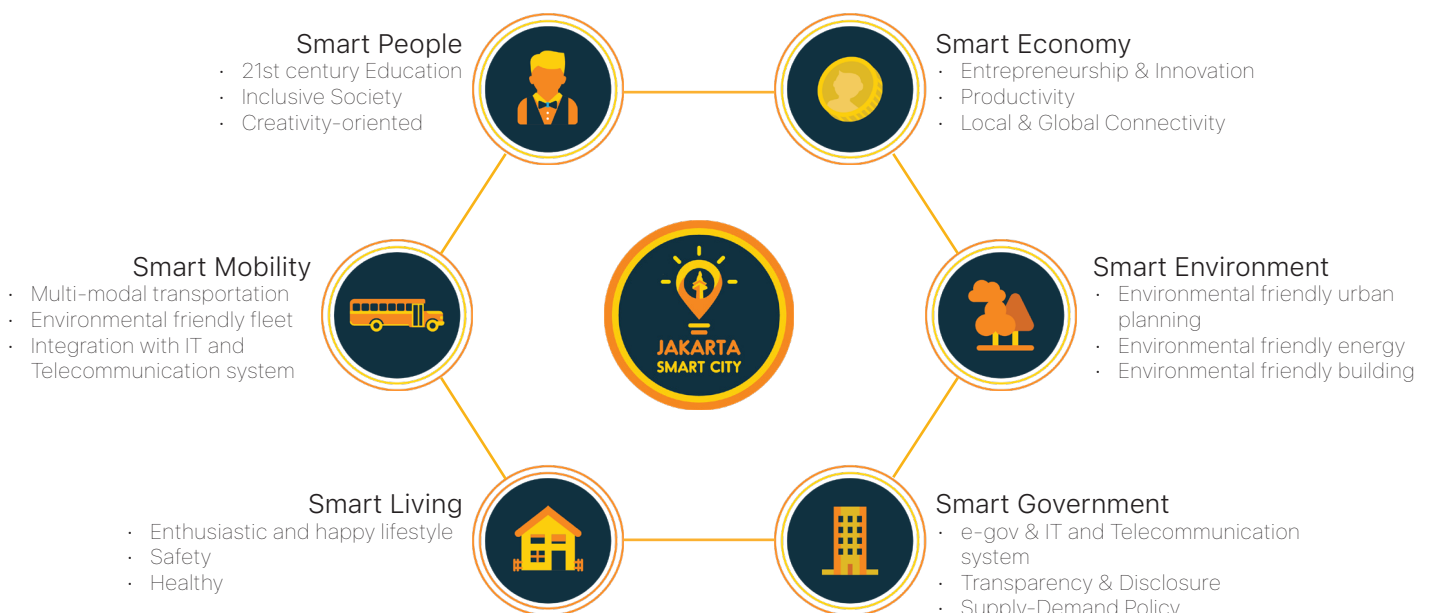 Smart People
· 21st century Education
· Inclusive Society
· Creativity-oriented
Smart Economy
· Entrepreneurship & Innovation
· Productivity
· Local & Global Connectivity
Smart Mobility
· Multi-modal transportation
· Environmental friendly fleet
· Integration with IT and
Telecommunication system
JAKARTA
SMART CITY
Smart Environment
· Environmental friendly urban
planning
· Environmental friendly energy
· Environmental friendly building
Smart Living
· Enthusiastic and happy lifestyle
· Safety
· Healthy
Smart Government
· e-gov & IT and Telecommunication
system
· Transparency & Disclosure
· Supply-Demand Policy